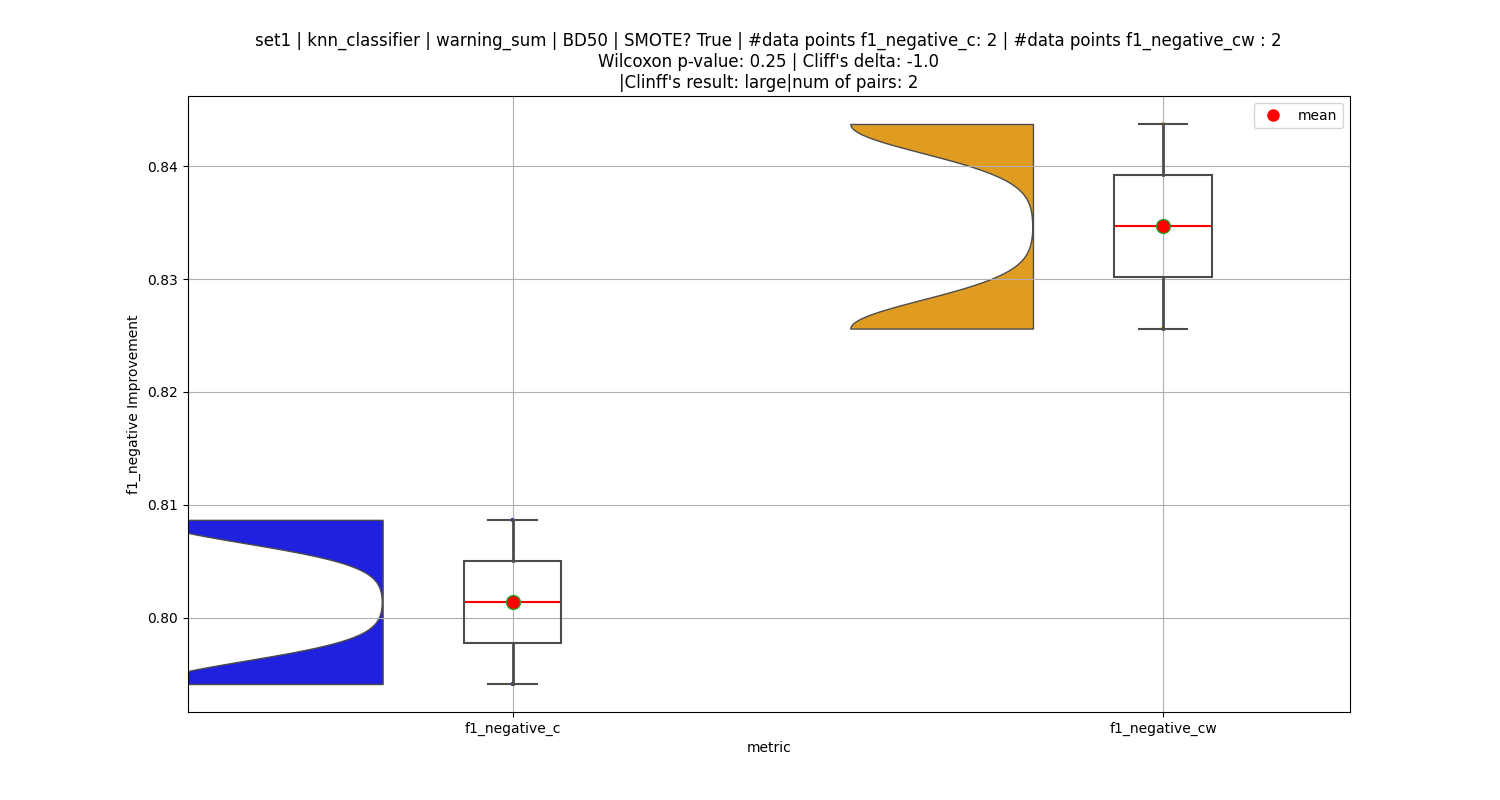 set1 | knn_classifier | warning_sum | BD50 | SMOTE? True | #data points f1_negative_c: 2 | #data points f1_negative_cw : 2
Wilcoxon p-value: 0.25 | Cliff's delta: -1.0
|Clinff's result: large|num of pairs: 2
mean
0.84
0.83
0.82
0.81
0.80
f1_negative Improvement
f1_negative_c
f1_negative_cw
metric